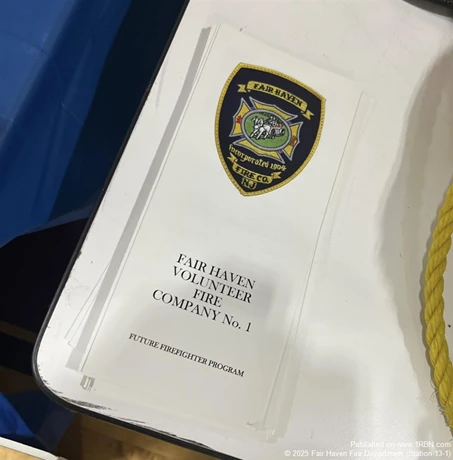 FAIR HAVEN
Incorporated 1904
FIRE CO.
NJ
FAIR HAVEN
VOLUNTEER
FIRE
COMPANY No. 1
FUTURE FIREFIGHTER PROGRAM
Published on www.1RBN.com
© 2025 Fair Haven Fire Department (Station 13-1)